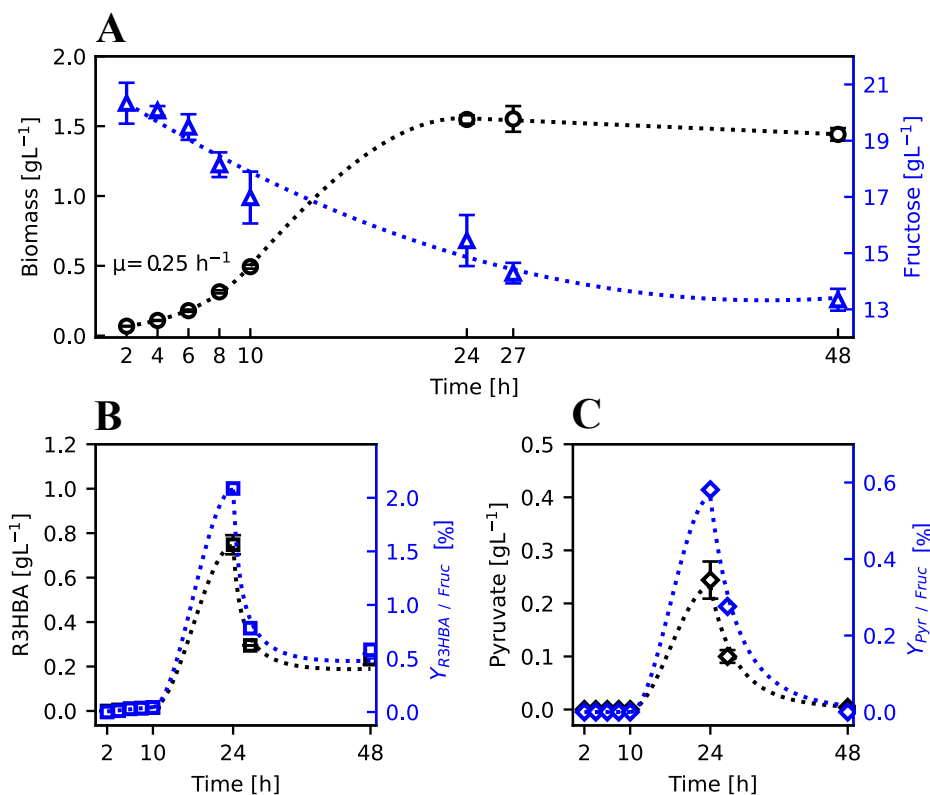 A
Biomass [gL⁻¹]
2.0
1.5
1.0
0.5
0.0
μ = 0.25 h⁻¹
21
19
17
15
13
Fructose [gL⁻¹]
2 4 6 8 10 24 27 48
Time [h]
B
R3HBA [gL⁻¹]
1.2
1.0
0.8
0.6
0.4
0.2
0.0
2.0
1.5
1.0
0.5
0.0
Y_{R3HBA / Fruc} [%]
2 10 24 48
Time [h]
C
Pyruvate [gL⁻¹]
0.5
0.4
0.3
0.2
0.1
0.0
0.6
0.4
0.2
0.0
Y_{Pyr / Fruc} [%]
2 10 24 48
Time [h]